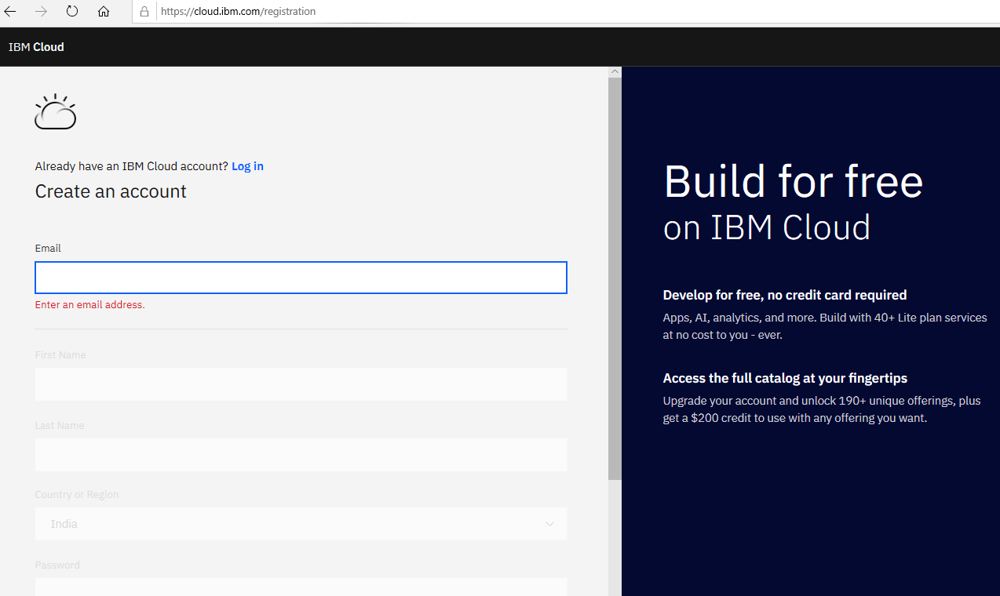 https://cloud.ibm.com/registration
IBM Cloud
Already have an IBM Cloud account? Log in
Create an account
Email
Enter an email address.
First Name
Last Name
Country or Region
India
Password
Build for free
on IBM Cloud
Develop for free, no credit card required
Apps, AI, analytics, and more. Build with 40+ Lite plan services
at no cost to you - ever.
Access the full catalog at your fingertips
Upgrade your account and unlock 190+ unique offerings, plus
get a $200 credit to use with any offering you want.